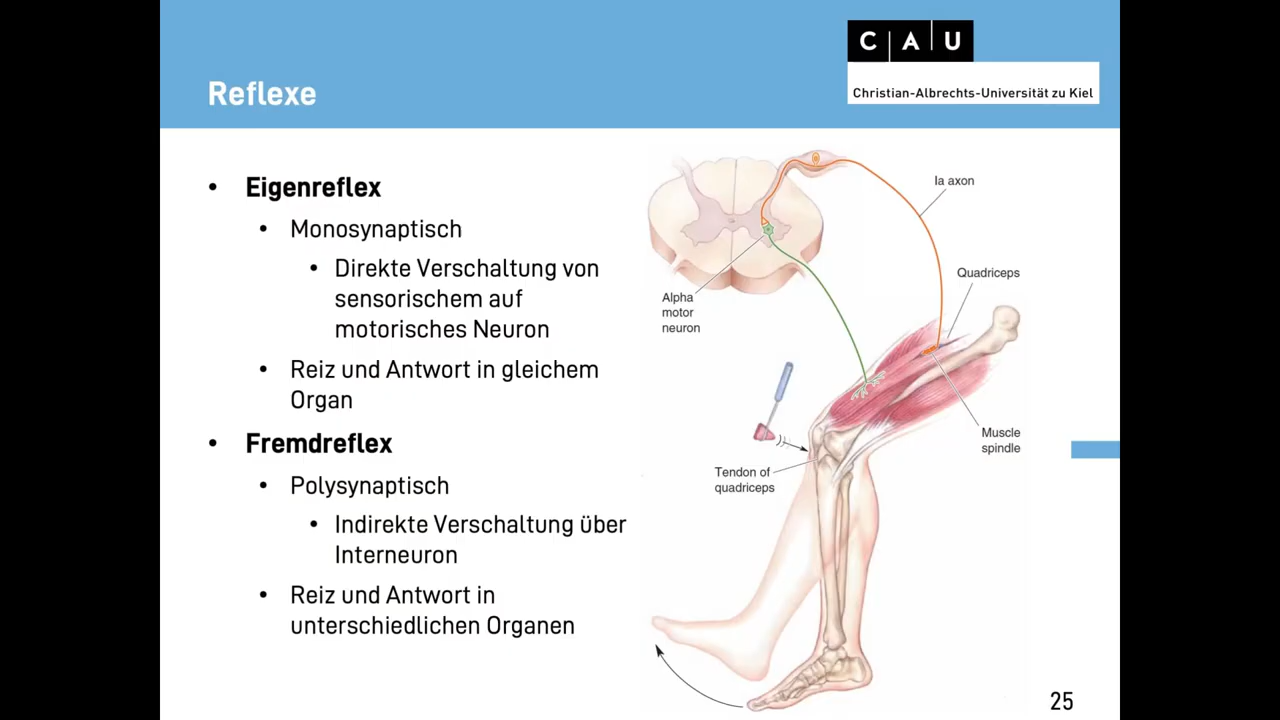 C A U
Christian-Albrechts-Universität zu Kiel
Reflexe
• Eigenreflex
• Monosynaptisch
• Direkte Verschaltung von
sensorischem auf
motorisches Neuron
• Reiz und Antwort in gleichem
Organ
• Fremdreflex
• Polysynaptisch
• Indirekte Verschaltung über
Interneuron
• Reiz und Antwort in
unterschiedlichen Organen
Ia axon
Quadriceps
Alpha
motor
neuron
Muscle
spindle
Tendon of
quadriceps
25